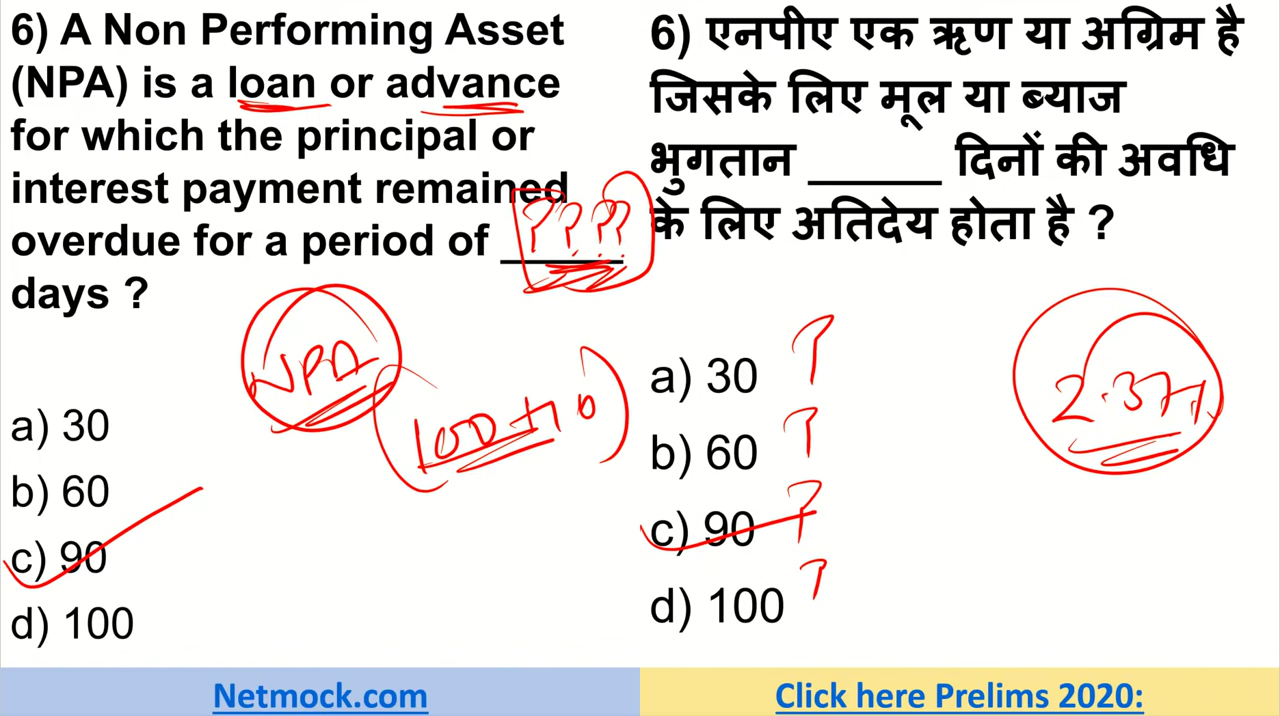 6) A Non Performing Asset
(NPA) is a loan or advance
for which the principal or
interest payment remained
overdue for a period of ______
????
days ?
NPA
100+10
a) 30
b) 60
c) 90
d) 100
6) एनपीए एक ऋण या अग्रिम है
जिसके लिए मूल या ब्याज
भुगतान ______ दिनों की अवधि
के लिए अतिदेय होता है ?
a) 30 ?
b) 60 ?
c) 90 ?
d) 100 ?
Netmock.com
Click here Prelims 2020: